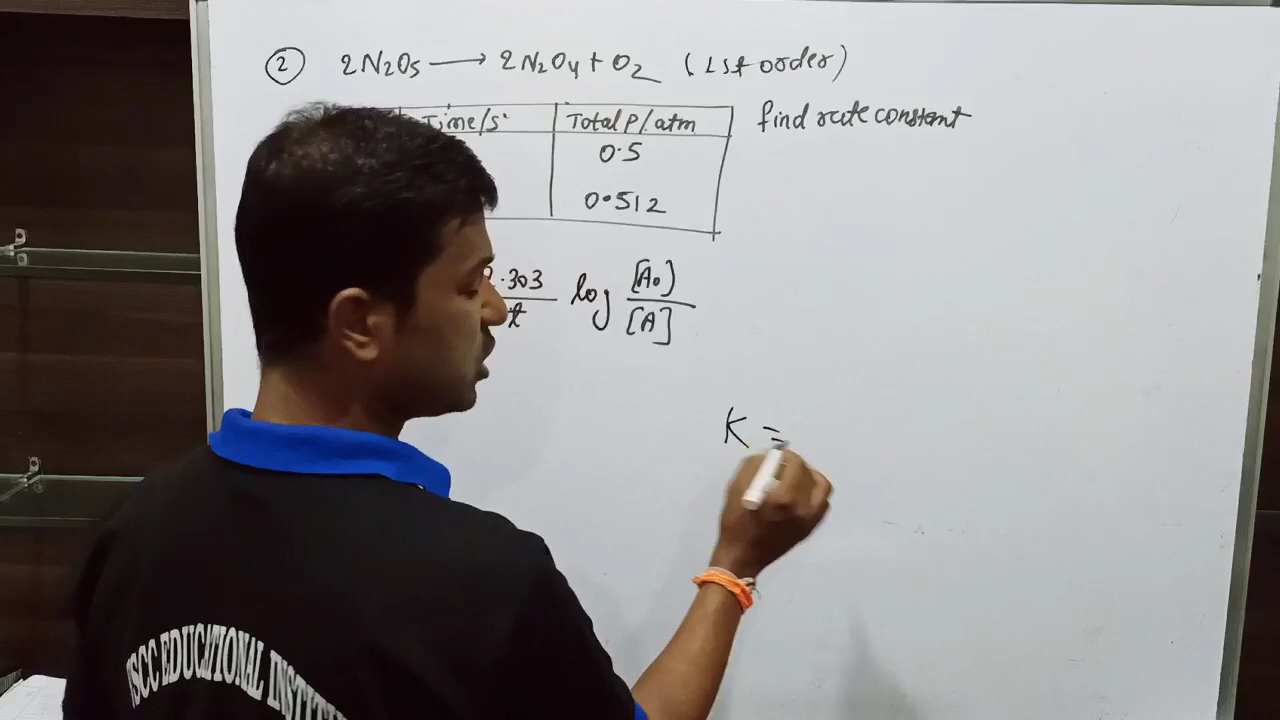 ② 2N2O5 → 2N2O4 + O2 (1st order)
Time/s Total P/atm find rate constant
0.5
0.512
.303 log [A0)
t [A]
K =
SCC EDUCATIONAL